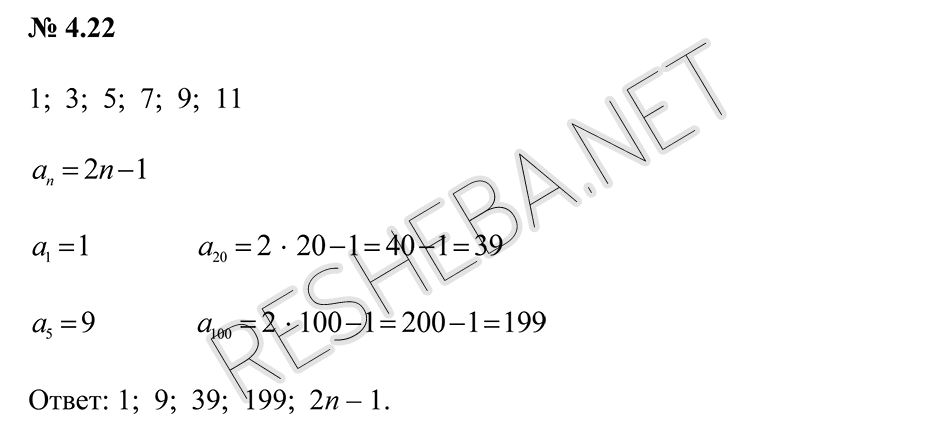 № 4.22
1; 3; 5; 7; 9; 11
aₙ = 2n – 1
a₁ = 1 a₂₀ = 2 · 20 – 1 = 40 – 1 = 39
a₅ = 9 a₁₀₀ = 2 · 100 – 1 = 200 – 1 = 199
Ответ: 1; 9; 39; 199; 2n – 1.
RESHEBA.NET